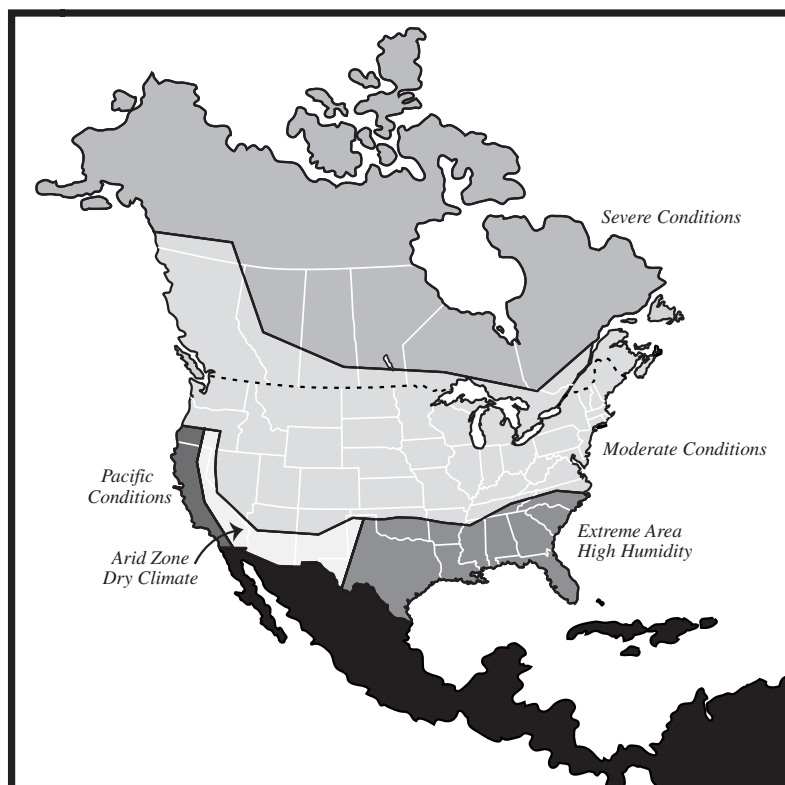 Severe Conditions
Moderate Conditions
Pacific
Conditions
Extreme Area
High Humidity
Arid Zone
Dry Climate